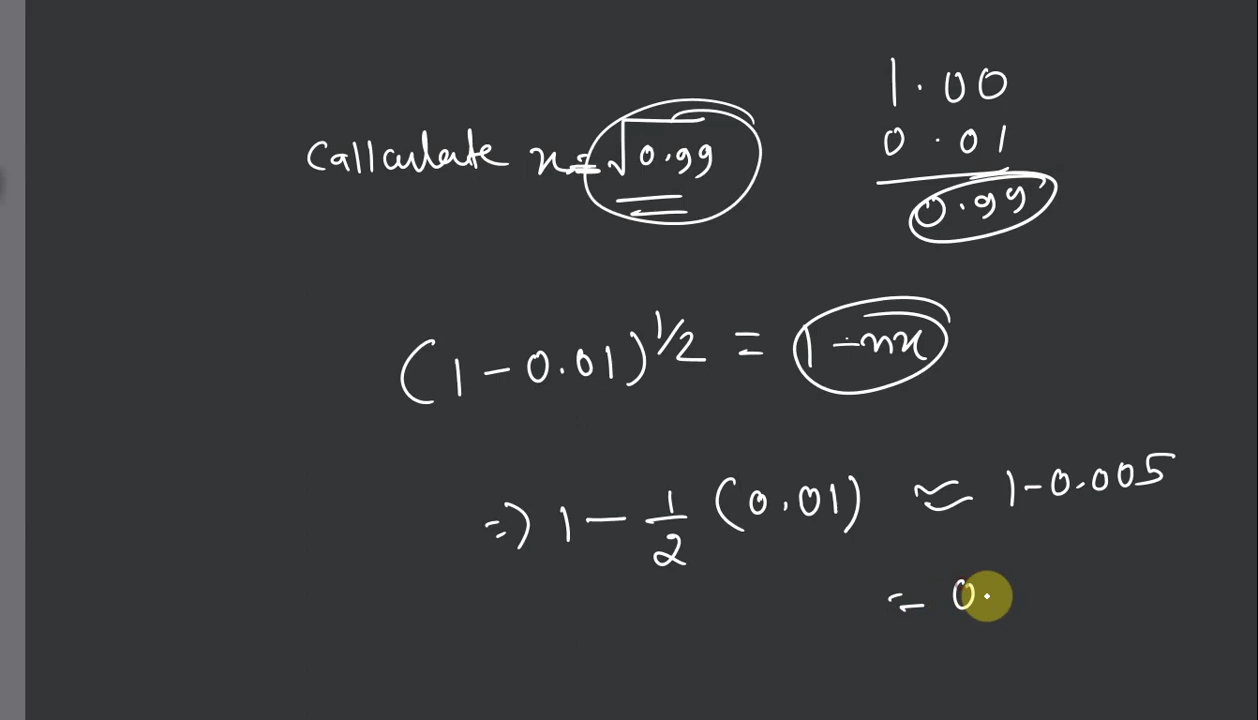 Callculate x = √0.99
1.00
0.01
0.99
(1 - 0.01)^1/2 = 1 - nx
⇒ 1 - 1/2 (0.01) ≈ 1 - 0.005
= 0.